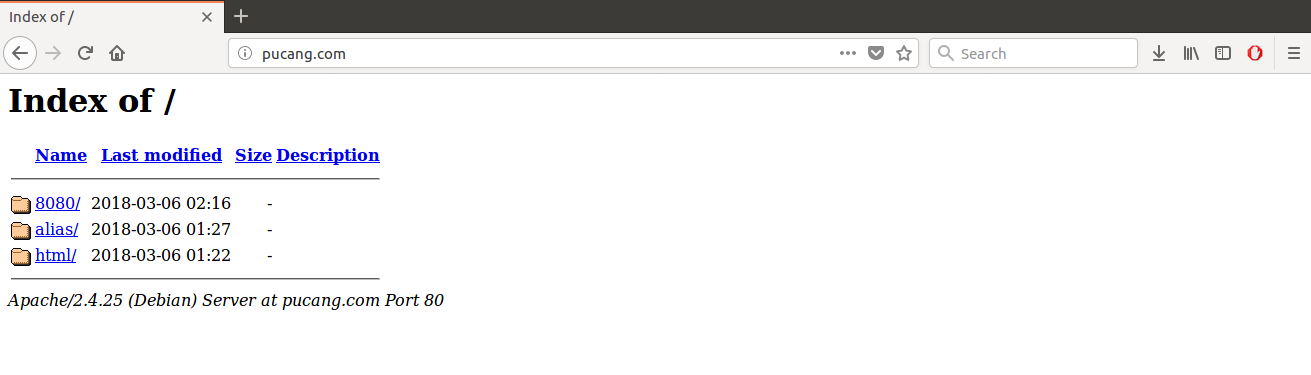 Index of /
pucang.com
Search
Index of /
Name Last modified Size Description
8080/ 2018-03-06 02:16 -
alias/ 2018-03-06 01:27 -
html/ 2018-03-06 01:22 -
Apache/2.4.25 (Debian) Server at pucang.com Port 80